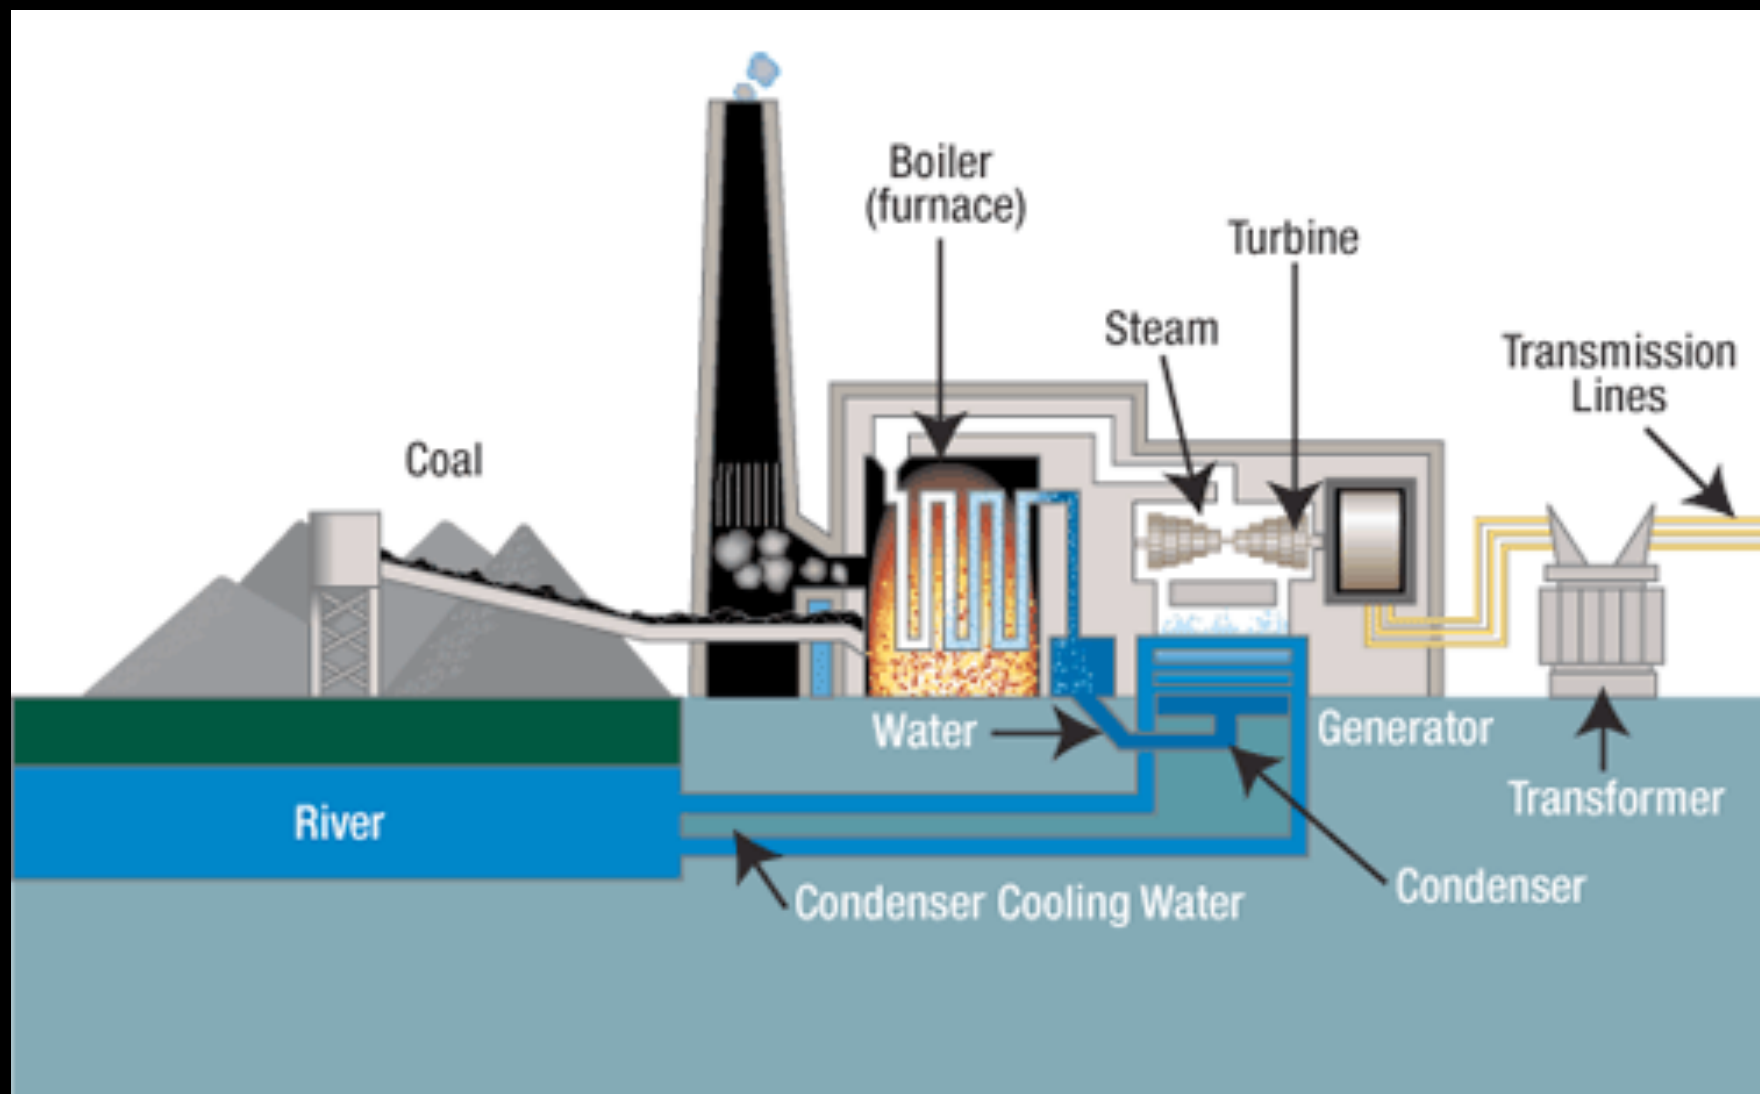 Boiler
(furnace)
Turbine
Steam
Transmission
Lines
Coal
Water
Generator
Transformer
River
Condenser
Condenser Cooling Water